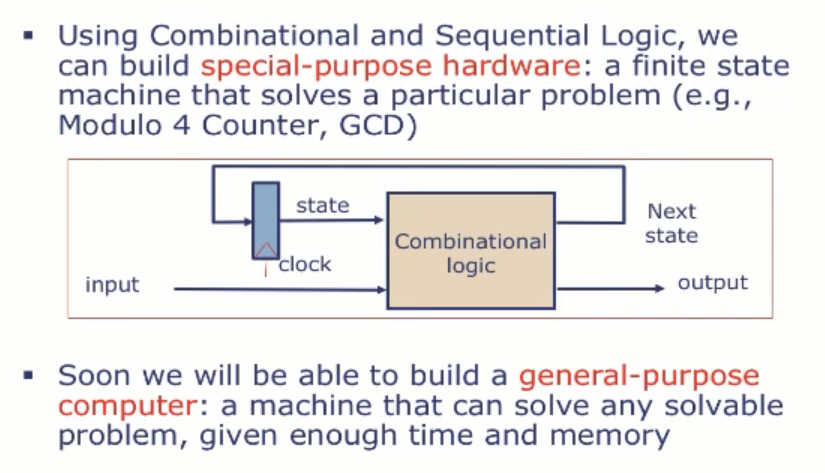 ▪ Using Combinational and Sequential Logic, we
can build special-purpose hardware: a finite state
machine that solves a particular problem (e.g.,
Modulo 4 Counter, GCD)
state
Next
state
Combinational
logic
clock
input
output
▪ Soon we will be able to build a general-purpose
computer: a machine that can solve any solvable
problem, given enough time and memory